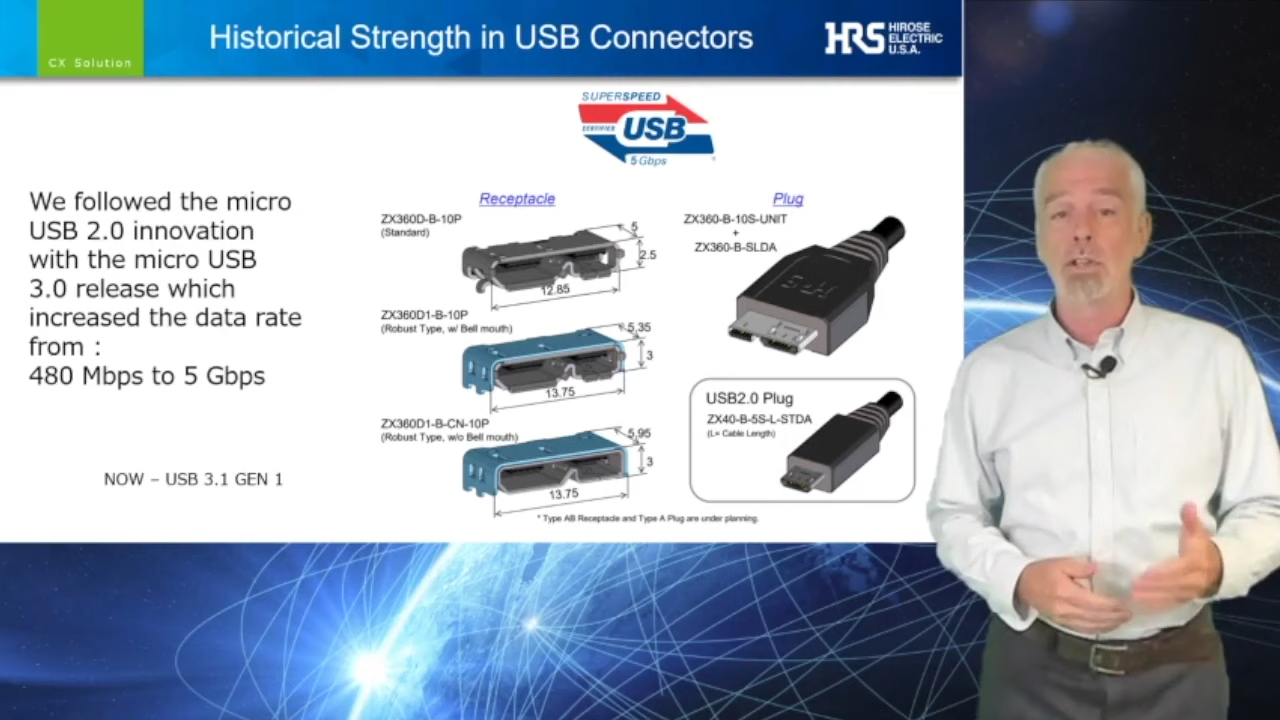 CX Solution
Historical Strength in USB Connectors
HRS
HIROSE
ELECTRIC
U.S.A.
SUPERSPEED
CERTIFIED
USB
5 Gbps
We followed the micro
USB 2.0 innovation
with the micro USB
3.0 release which
increased the data rate
from :
480 Mbps to 5 Gbps
NOW – USB 3.1 GEN 1
Receptacle
ZX360D-B-10P
(Standard)
5
2.5
12.85
ZX360D1-B-10P
(Robust Type, w/ Bell mouth)
5.35
3
13.75
ZX360D1-B-CN-10P
(Robust Type, w/o Bell mouth)
5.95
3
13.75
Plug
ZX360-B-10S-UNIT
+
ZX360-B-SLDA
HRS
USB2.0 Plug
ZX40-B-5S-L-STDA
(L= Cable Length)
* Type AB Receptacle and Type A Plug are under planning.